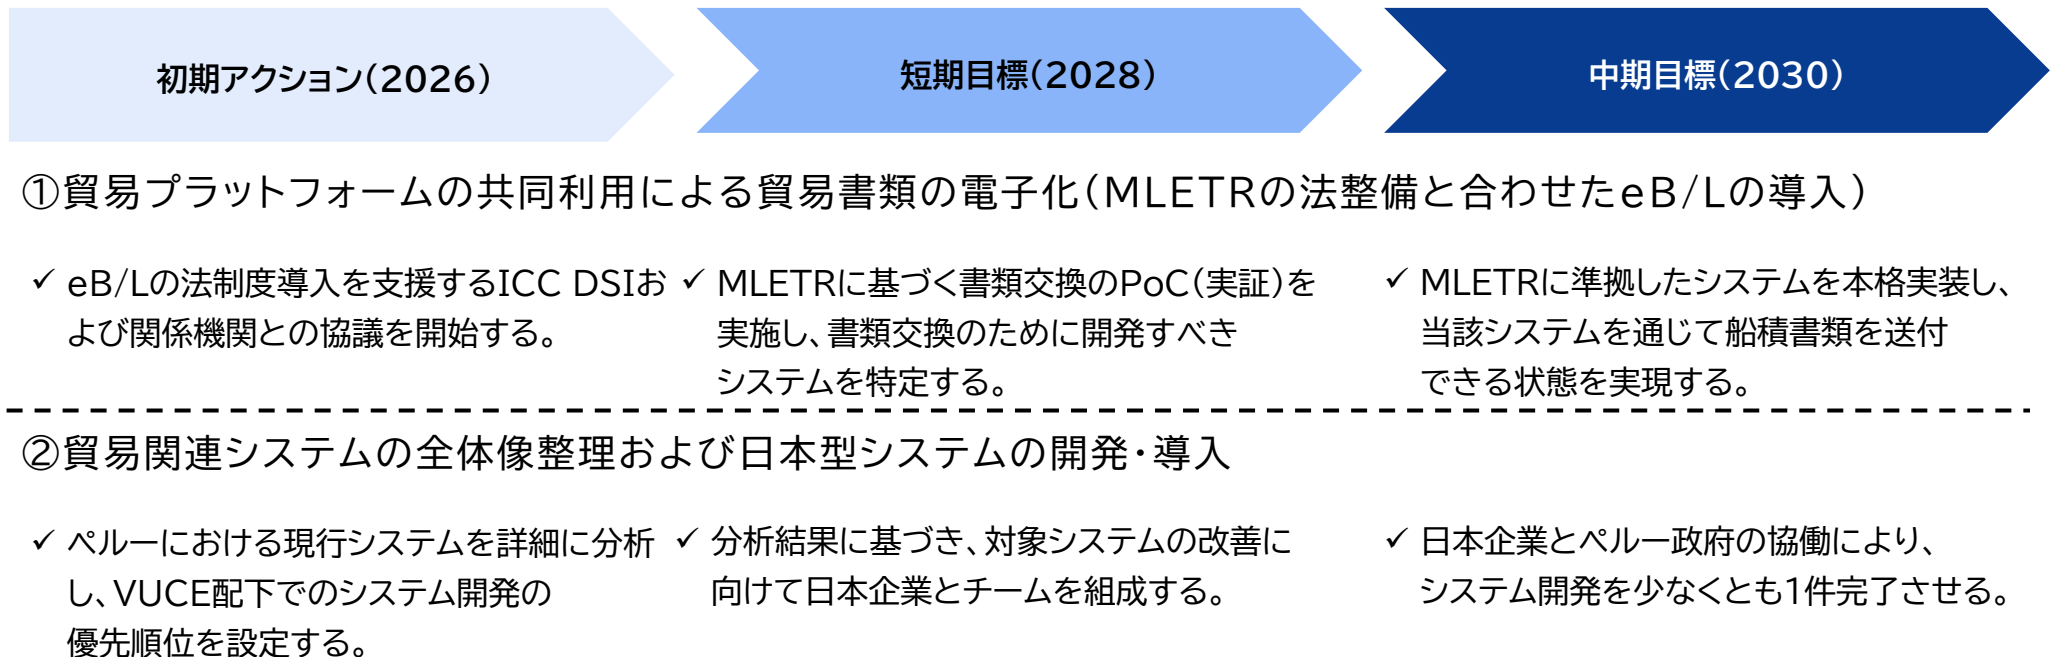 初期アクション(2026)
短期目標(2028)
中期目標(2030)
①貿易プラットフォームの共同利用による貿易書類の電子化(MLETRの法整備と合わせたeB/Lの導入)
✓ eB/Lの法制度導入を支援するICC DSIお
よび関係機関との協議を開始する。
✓ MLETRに基づく書類交換のPoC(実証)を
実施し、書類交換のために開発すべき
システムを特定する。
✓ MLETRに準拠したシステムを本格実装し、
当該システムを通じて船積書類を送付
できる状態を実現する。
②貿易関連システムの全体像整理および日本型システムの開発・導入
✓ ペルーにおける現行システムを詳細に分析
し、VUCE配下でのシステム開発の
優先順位を設定する。
✓ 分析結果に基づき、対象システムの改善に
向けて日本企業とチームを組成する。
✓ 日本企業とペルー政府の協働により、
システム開発を少なくとも1件完了させる。